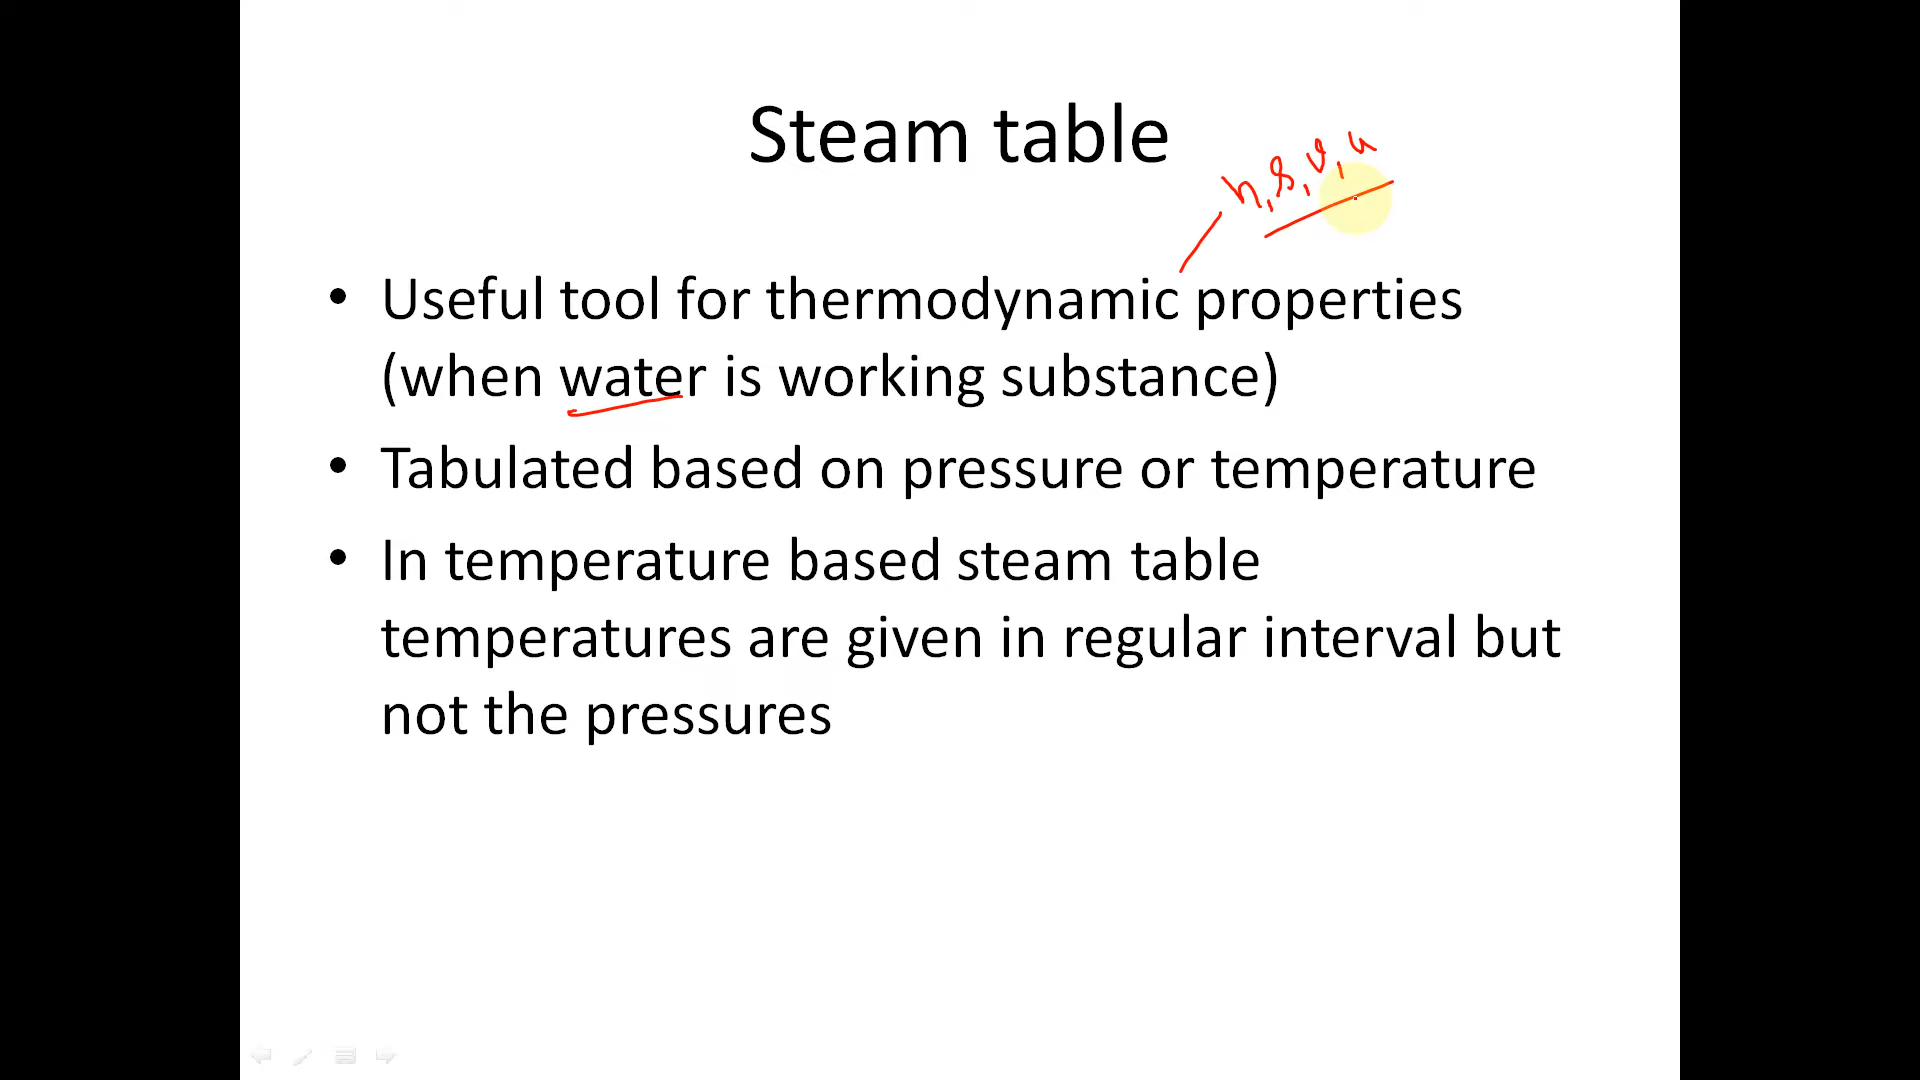 Steam table
h, s, v, u
• Useful tool for thermodynamic properties
(when water is working substance)
• Tabulated based on pressure or temperature
• In temperature based steam table
temperatures are given in regular interval but
not the pressures